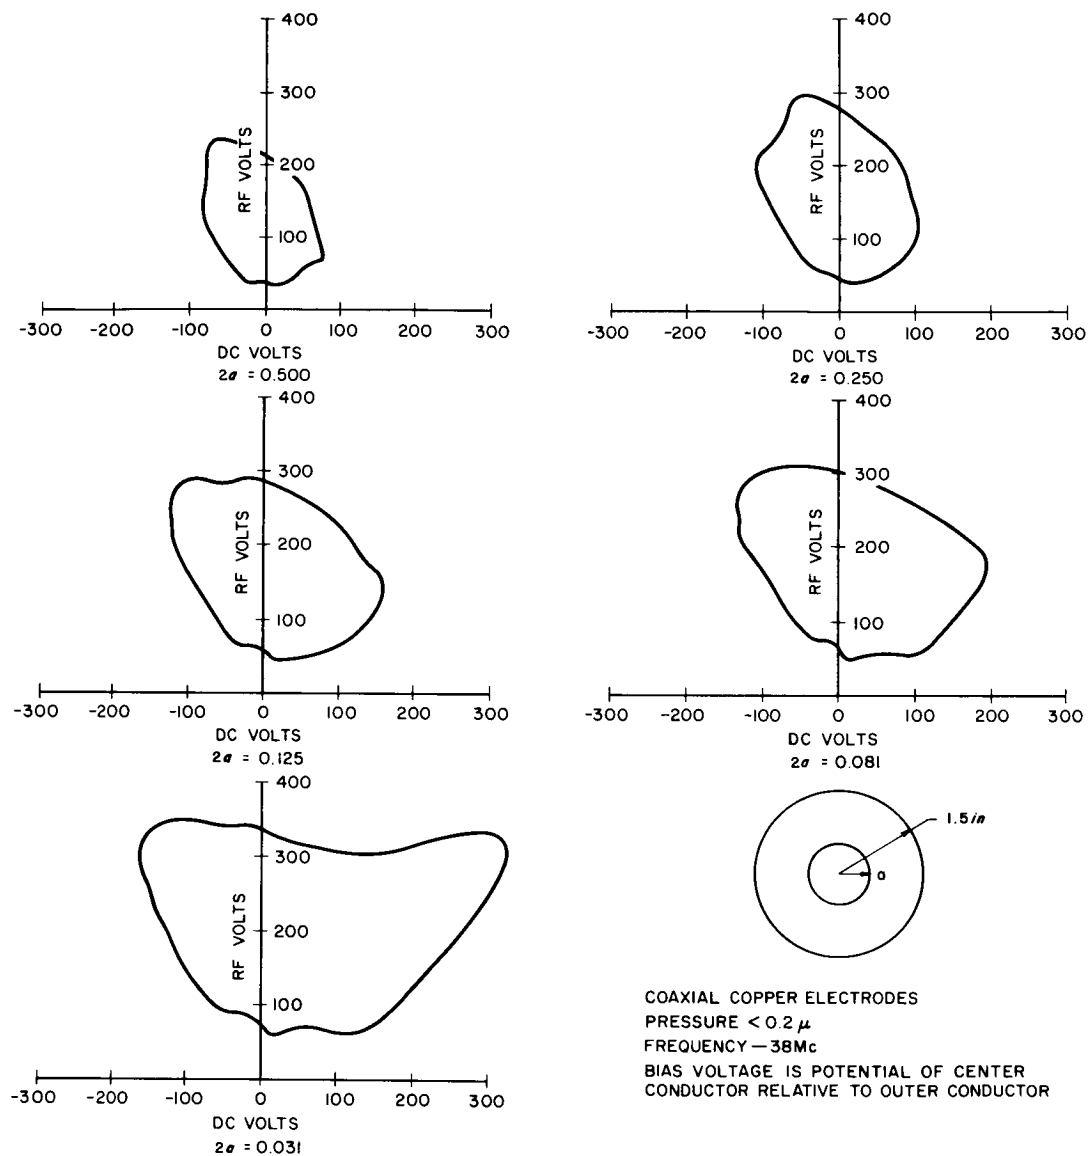 400
300
200
100
RF VOLTS
-300
-200
-100
0
100
200
300
DC VOLTS
2a = 0.500
400
300
200
100
RF VOLTS
-300
-200
-100
0
100
200
300
DC VOLTS
2a = 0.250
400
300
200
100
RF VOLTS
-300
-200
-100
0
100
200
300
DC VOLTS
2a = 0.125
400
300
200
100
RF VOLTS
-300
-200
-100
0
100
200
300
DC VOLTS
2a = 0.081
400
300
200
100
RF VOLTS
-300
-200
-100
0
100
200
300
DC VOLTS
2a = 0.031
1.5 in
a
COAXIAL COPPER ELECTRODES
PRESSURE < 0.2 μ
FREQUENCY — 38Mc
BIAS VOLTAGE IS POTENTIAL OF CENTER
CONDUCTOR RELATIVE TO OUTER CONDUCTOR